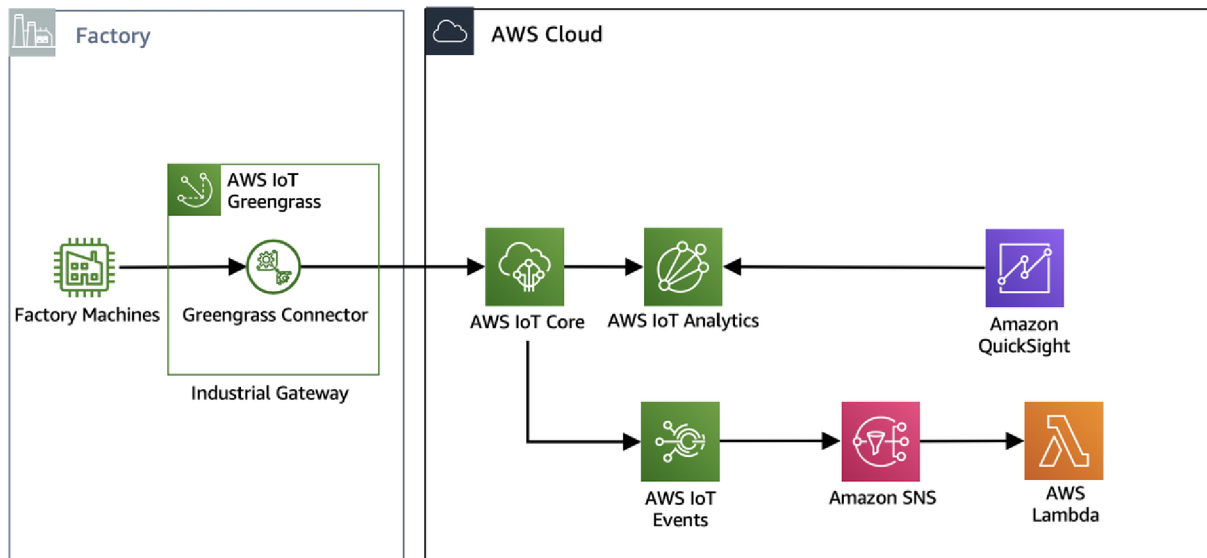 Factory
AWS Cloud
AWS IoT
Greengrass
Factory Machines
Greengrass Connector
Industrial Gateway
AWS IoT Core
AWS IoT Analytics
Amazon
QuickSight
AWS IoT
Events
Amazon SNS
AWS
Lambda